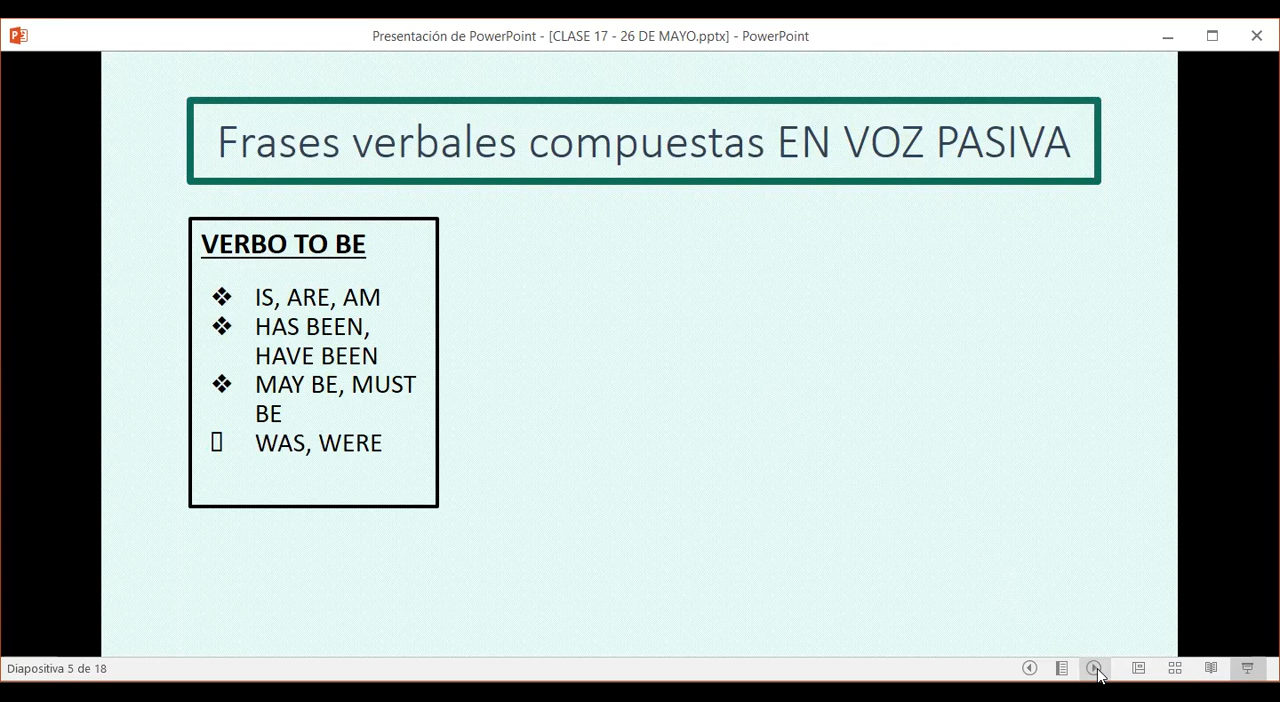 Presentación de PowerPoint - [CLASE 17 - 26 DE MAYO.pptx] - PowerPoint
Frases verbales compuestas EN VOZ PASIVA
VERBO TO BE
❖ IS, ARE, AM
❖ HAS BEEN,
HAVE BEEN
❖ MAY BE, MUST
BE
WAS, WERE
Diapositiva 5 de 18